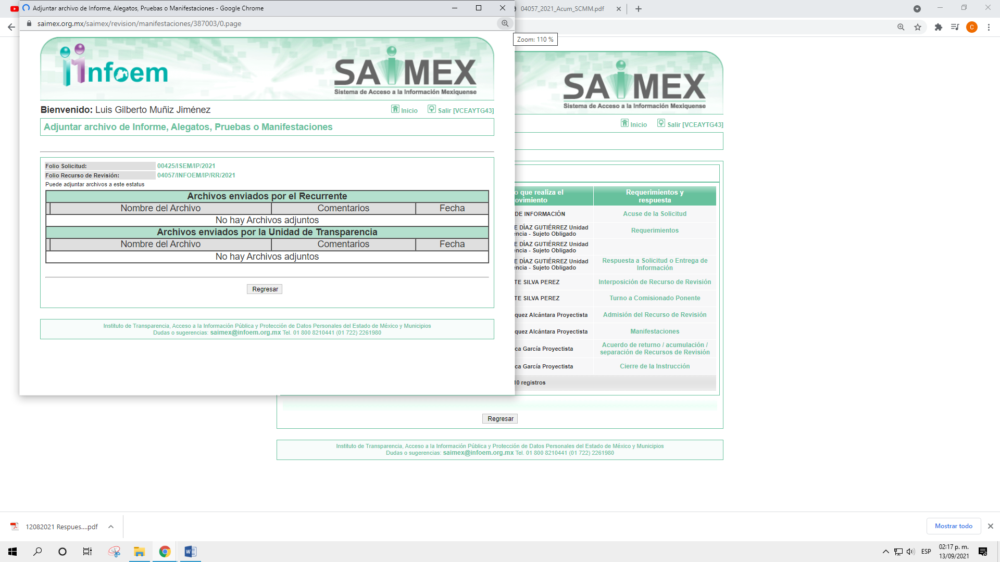 Adjuntar archivo de Informe, Alegatos, Pruebas o Manifestaciones - Google Chrome
04057_2021_Acum_SCMM.pdf
saimex.org.mx/saimex/revision/manifestaciones/387003/0.page
Zoom: 110 %
infoem
SAIMEX
Sistema de Acceso a la Información Mexiquense
Bienvenido: Luis Gilberto Muñiz Jiménez
Inicio
Salir [VCEAYTG43]
Adjuntar archivo de Informe, Alegatos, Pruebas o Manifestaciones
Folio Solicitud: 00425/ISEM/IP/2021
Folio Recurso de Revisión: 04057/INFOEM/IP/RR/2021
Puede adjuntar archivos a este estatus
Archivos enviados por el Recurrente
Nombre del Archivo Comentarios Fecha
No hay Archivos adjuntos
Archivos enviados por la Unidad de Transparencia
Nombre del Archivo Comentarios Fecha
No hay Archivos adjuntos
Regresar
Instituto de Transparencia, Acceso a la Información Pública y Protección de Datos Personales del Estado de México y Municipios
Dudas o sugerencias: saimex@infoem.org.mx Tel. 01 800 8210441 (01 722) 2261980
SAIMEX
Sistema de Acceso a la Información Mexiquense
Inicio
Salir [VCEAYTG43]
o que realiza el
ovimiento
Requerimientos y
respuesta
DE INFORMACIÓN
Acuse de la Solicitud
E DÍAZ GUTIÉRREZ Unidad
encia - Sujeto Obligado
Requerimientos
E DÍAZ GUTIÉRREZ Unidad
encia - Sujeto Obligado
E DÍAZ GUTIÉRREZ Unidad
encia - Sujeto Obligado
Respuesta a Solicitud o Entrega de
Información
TE SILVA PEREZ
Interposición de Recurso de Revisión
TE SILVA PEREZ
Turno a Comisionado Ponente
quez Alcántara Proyectista
Admisión del Recurso de Revisión
quez Alcántara Proyectista
Manifestaciones
ca García Proyectista
Acuerdo de returno / acumulación /
separación de Recursos de Revisión
ca García Proyectista
Cierre de la Instrucción
10 registros
Regresar
Instituto de Transparencia, Acceso a la Información Pública y Protección de Datos Personales del Estado de México y Municipios
Dudas o sugerencias: saimex@infoem.org.mx Tel. 01 800 8210441 (01 722) 2261980
12082021 Respues....pdf
Mostrar todo
ESP
02:17 p. m.
13/09/2021
C